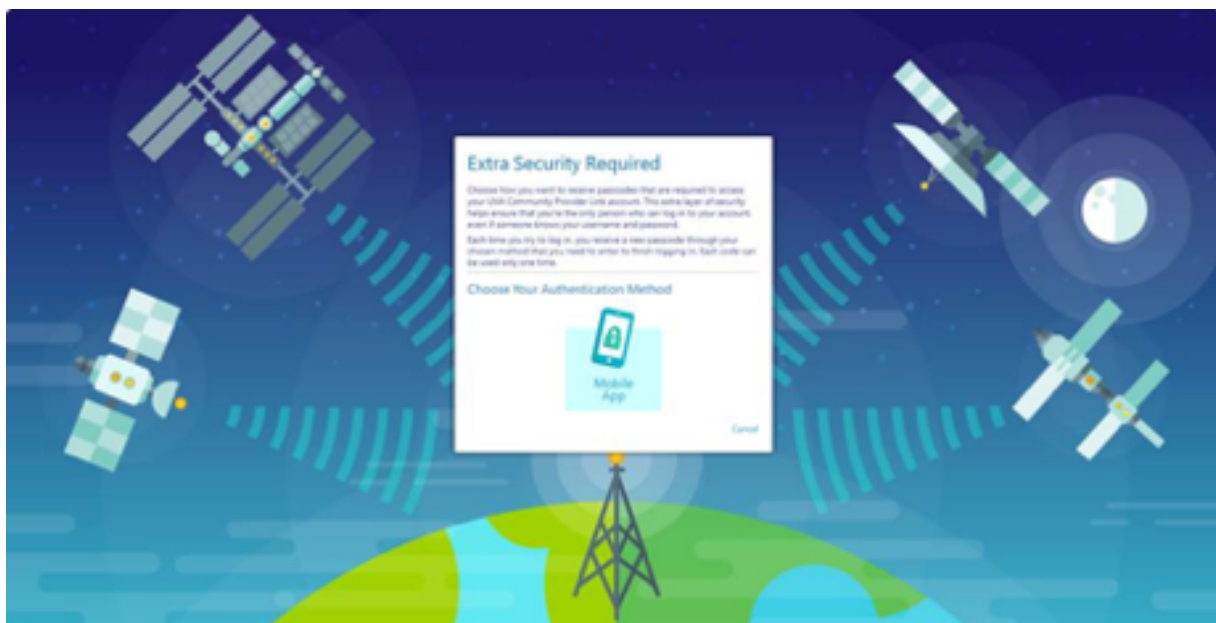 Extra Security Required
Choose how you want to receive passcodes that are required to access
your UVA Community Provider Link account. This extra layer of security
helps ensure that you're the only person who can log in to your account,
even if someone knows your username and password.
Each time you try to log in, you receive a new passcode through your
chosen method that you need to enter to finish logging in. Each code can
be used only one time.
Choose Your Authentication Method
Mobile
App
Cancel